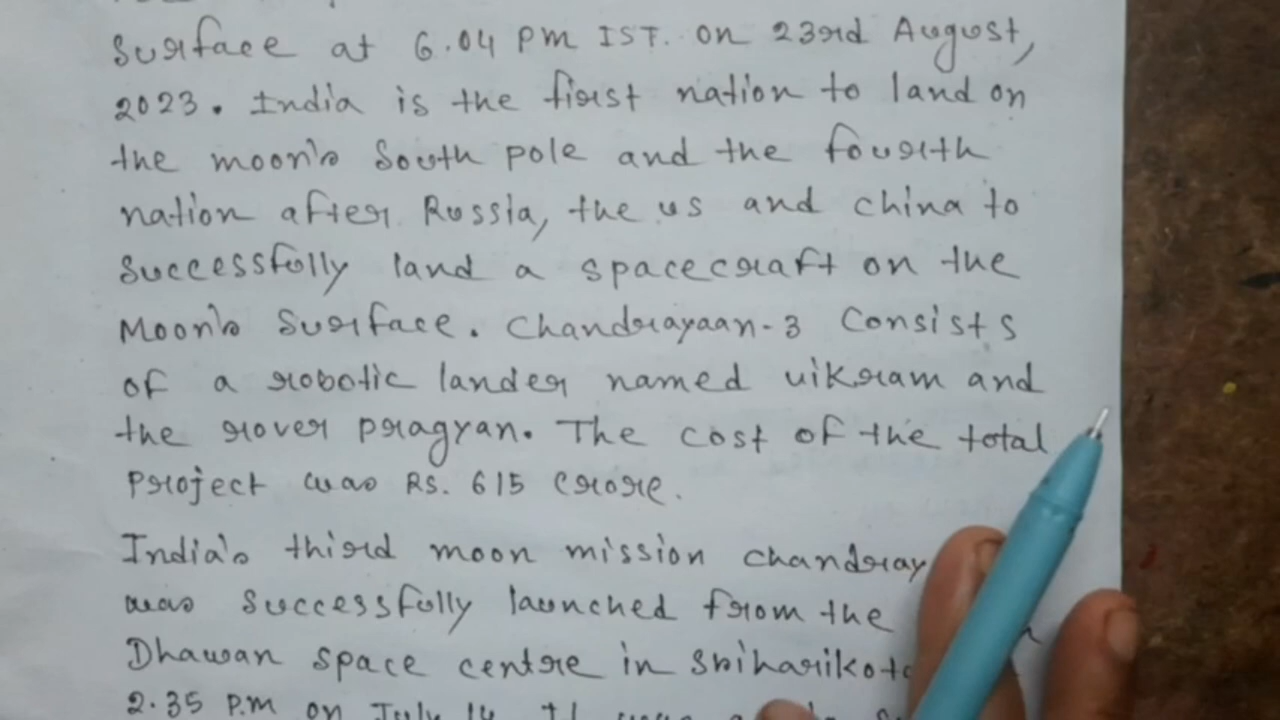 Surface at 6.04 PM IST. on 23rd August,
2023. India is the first nation to land on
the moon's South pole and the fourth
nation after Russia, the us and china to
Successfully land a spacecraft on the
Moon's Surface. Chandrayaan-3 Consists
of a robotic lander named vikram and
the rover pragyan. The cost of the total
Project was Rs. 615 Crore.
India's third moon mission chandray
was Successfully launched from the
Dhawan space centre in Sriharikota
2.35 P.M on July 14